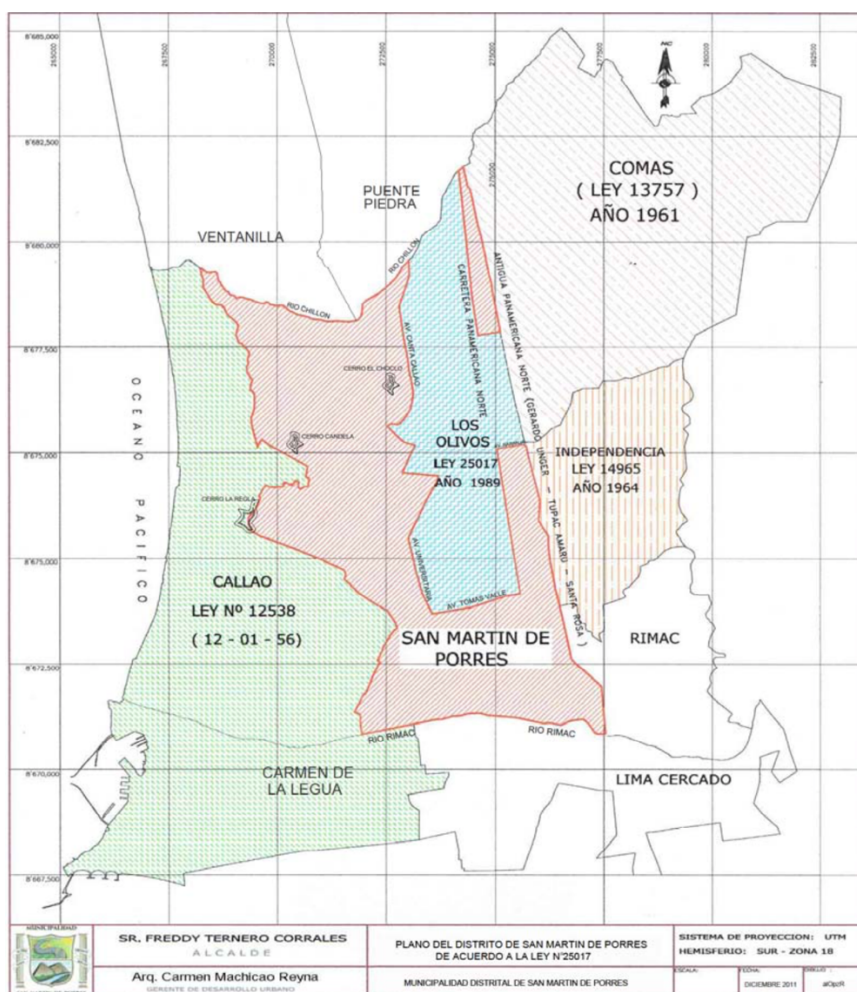 265000
267500
270000
272500
275000
277500
280000
282500
8'685,000
8'682,500
8'680,000
8'677,500
8'675,000
8'675,000
8'672,500
8'670,000
8'667,500
275000
COMAS
( LEY 13757 )
AÑO 1961
PUENTE
PIEDRA
VENTANILLA
RIO CHILLON
RIO CHILLON
CARRETERA PANAMERICANA NORTE
ANTIGUA PANAMERICANA NORTE (GERARDO UNGER - TUPAC AMARU - SANTA ROSA )
AV. CANTA CALLAO
CERRO EL CHOCLO
CERRO CANDELA
CERRO LA REGLA
OCEANO PACIFICO
LOS
OLIVOS
LEY 25017
AÑO 1989
INDEPENDENCIA
LEY 14965
AÑO 1964
AV. UNIVERSITARIA
AV. TOMAS VALLE
CALLAO
LEY Nº 12538
( 12 - 01 - 56)
SAN MARTIN DE
PORRES
RIMAC
RIO RIMAC
RIO RIMAC
CARMEN DE
LA LEGUA
LIMA CERCADO
MUNICIPALIDAD
SR. FREDDY TERNERO CORRALES
ALCALDE
Arq. Carmen Machicao Reyna
GERENTE DE DESARROLLO URBANO
PLANO DEL DISTRITO DE SAN MARTIN DE PORRES
DE ACUERDO A LA LEY N°25017
MUNICIPALIDAD DISTRITAL DE SAN MARTIN DE PORRES
SISTEMA DE PROYECCION: UTM
HEMISFERIO: SUR - ZONA 18
ESCALA:
FECHA:
DICIEMBRE 2011
DIBUJO :